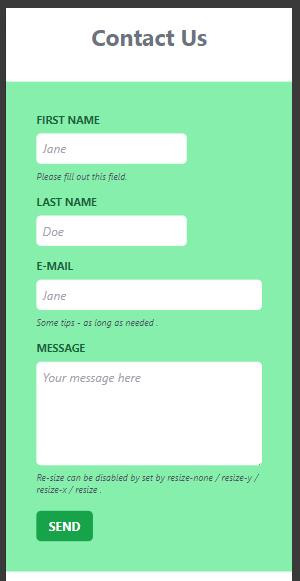 Contact Us
FIRST NAME
Jane
Please fill out this field.
LAST NAME
Doe
E-MAIL
Jane
Some tips - as long as needed .
MESSAGE
Your message here
Re-size can be disabled by set by resize-none / resize-y /
resize-x / resize .
SEND